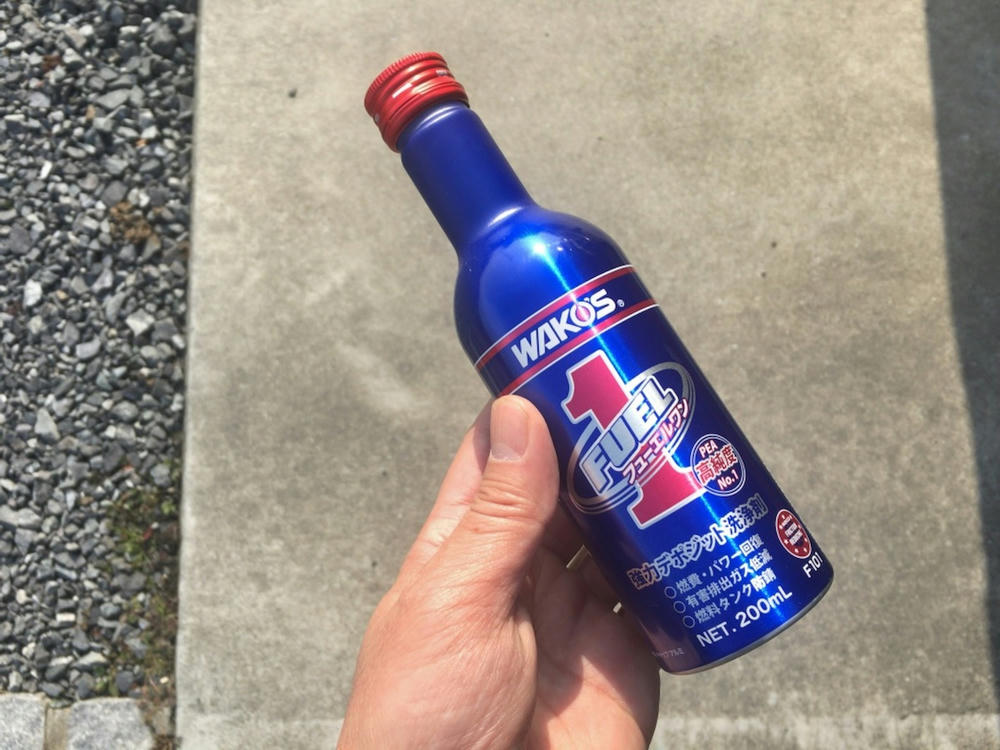 WAKO'S®
1
FUEL
フューエルワン
PEA
高純度
No.1
強力デポジット洗浄剤
○燃費・パワー回復
○有害排出ガス低減
○燃料タンク防錆
NET. 200mL
F101